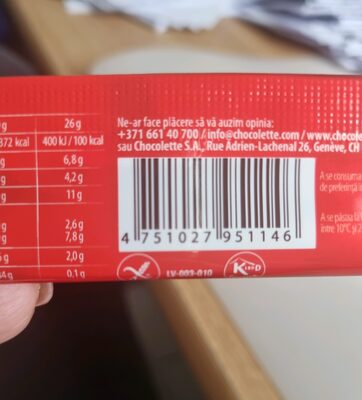 Ne-ar face plăcere să vă auzim opinia:
+371 661 40 700 / info@chocolette.com / www.chocole
sau Chocolette S.A., Rue Adrien-Lachenal 26, Genève, CH
g 26 g
372 kcal 400 kJ / 100 kcal
g 6,8 g
g 4,2 g
g 11 g
g 2,6 g
g 7,8 g
g 2,0 g
g 0,1 g
4 751027 951146
A se consuma
de preferință î
A se păstra la
între 10°C și 2
LV-003-010
K D